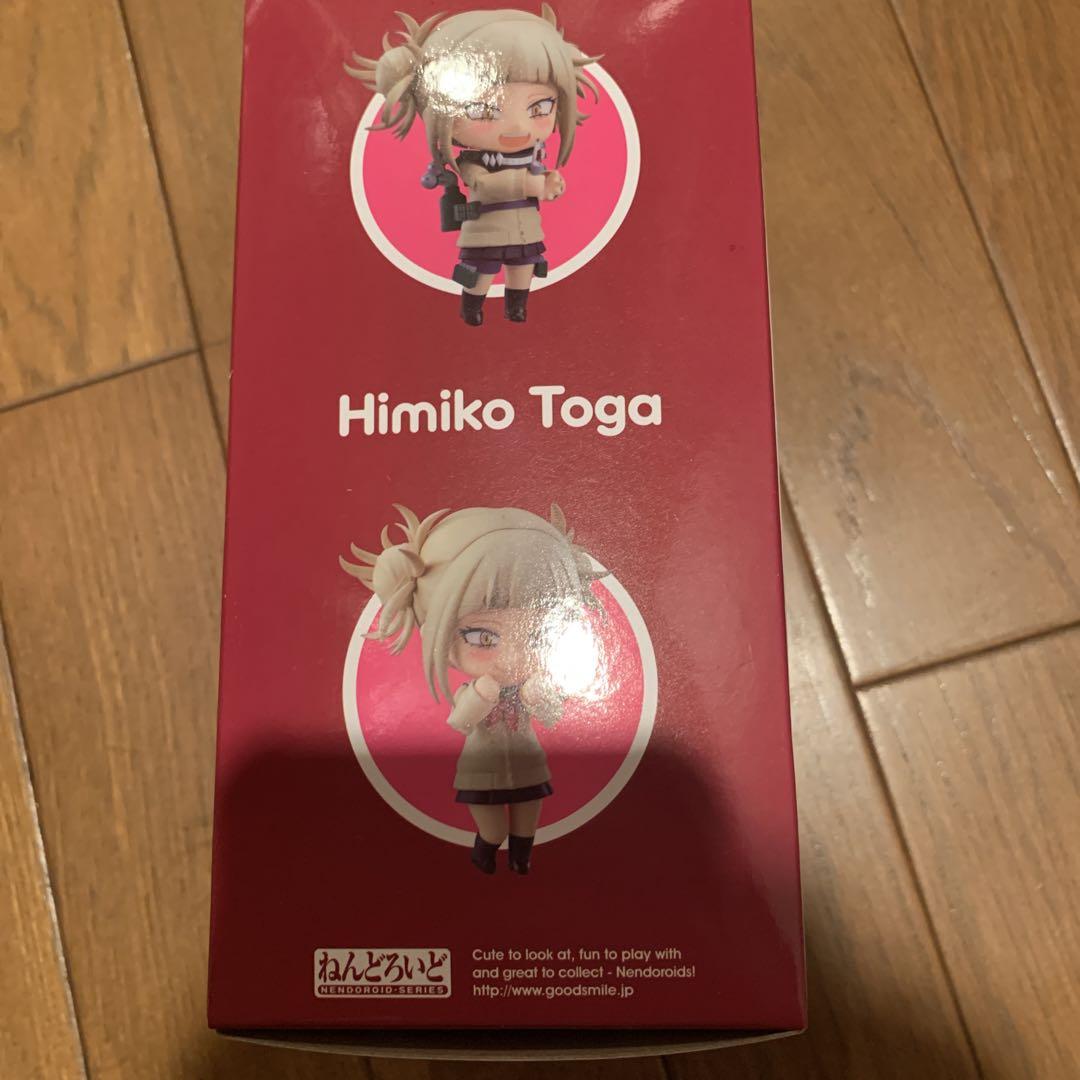 Himiko Toga
ねんどろいど
NENDOROID-SERIES
Cute to look at, fun to play with
and great to collect - Nendoroids!
http://www.goodsmile.jp